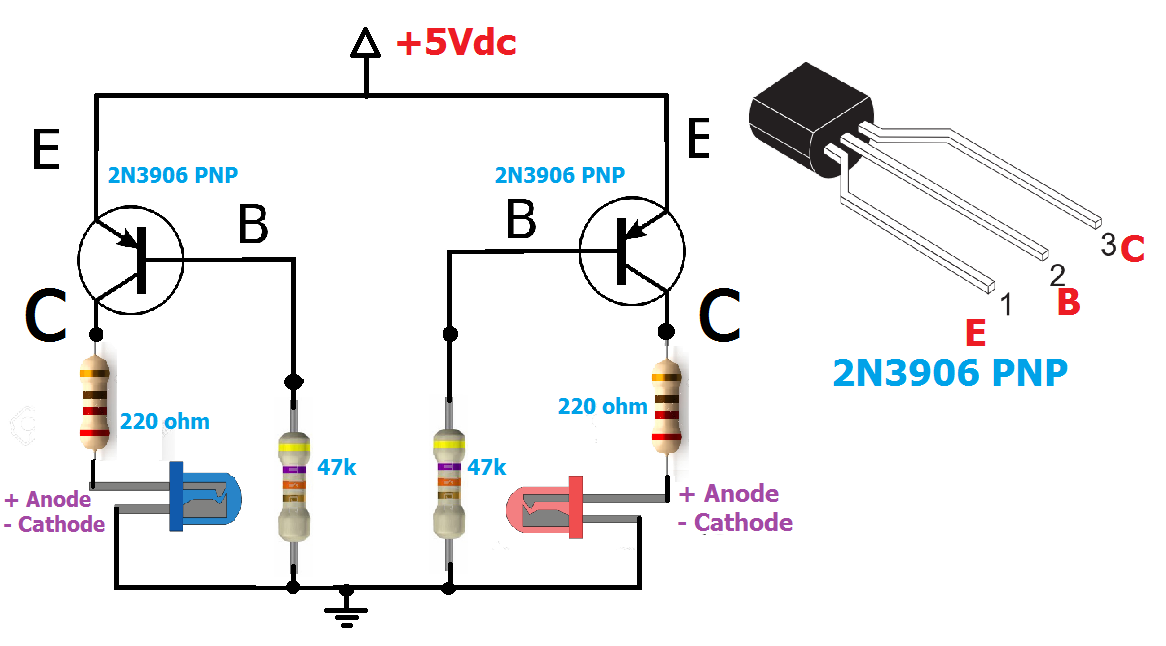 +5Vdc
E
E
2N3906 PNP
2N3906 PNP
B
B
C
C
220 ohm
220 ohm
47k
47k
+ Anode
- Cathode
+ Anode
- Cathode
3 C
2
B
1
E
2N3906 PNP